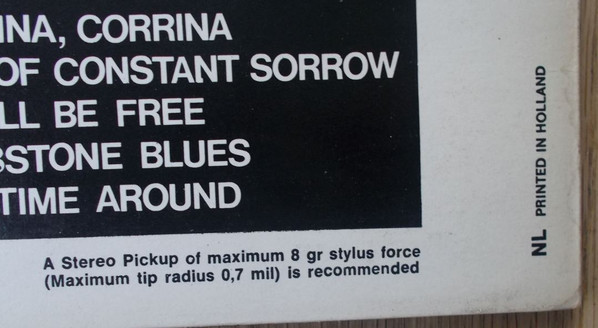 INA, CORRINA
OF CONSTANT SORROW
LL BE FREE
STONE BLUES
TIME AROUND
A Stereo Pickup of maximum 8 gr stylus force
(Maximum tip radius 0,7 mil) is recommended
NL PRINTED IN HOLLAND